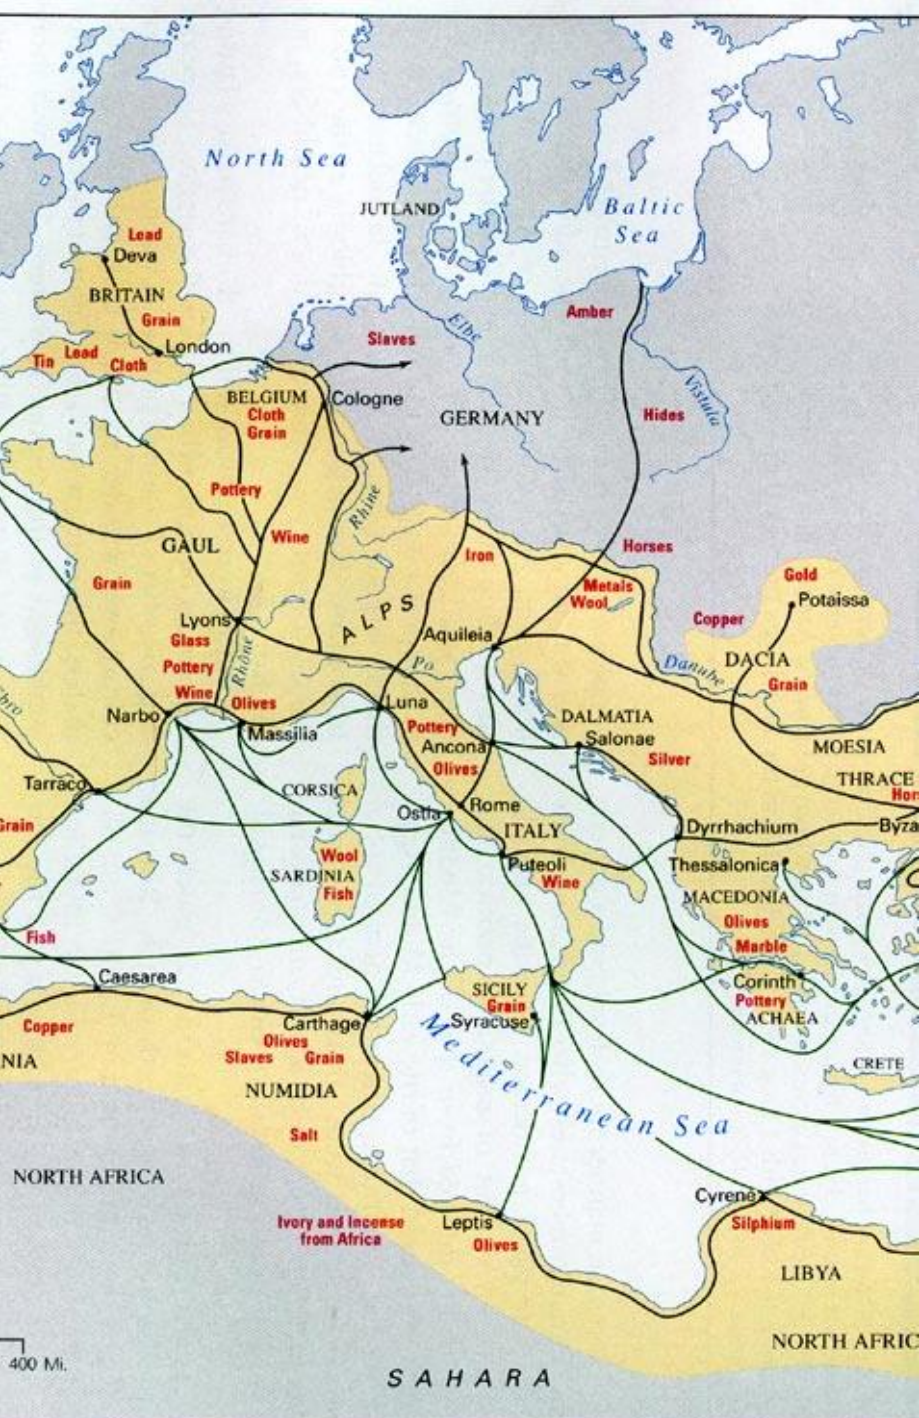 North Sea
JUTLAND
Baltic
Sea
Lead
Deva
BRITAIN
Grain
Amber
Elbe
Slaves
London
Lead
Tin
Cloth
BELGIUM
Cloth
Grain
Cologne
Vistula
Hides
GERMANY
Pottery
Rhine
Wine
GAUL
Horses
Iron
Grain
Metals
Wool
Gold
Potaissa
Copper
ALPS
Lyons
Glass
Pottery
Wine
Rhône
Aquileia
Po
Danube
DACIA
Grain
Olives
Luna
Narbo
Massilia
Pottery
Ancona
Olives
DALMATIA
Salonae
Silver
MOESIA
THRACE
Hor
Tarraco
CORSICA
Ostia
Rome
ITALY
Dyrrhachium
Byza
Grain
Wool
SARDINIA
Fish
Puteoli
Wine
Thessalonica
MACEDONIA
Olives
Marble
Fish
Caesarea
SICILY
Grain
Syracuse
Corinth
Pottery
ACHAEA
Copper
Carthage
Olives
Slaves
Grain
NIA
NUMIDIA
CRETE
Mediterranean Sea
Salt
NORTH AFRICA
Ivory and Incense
from Africa
Leptis
Olives
Cyrene
Silphium
LIBYA
NORTH AFRIC
400 Mi.
SAHARA